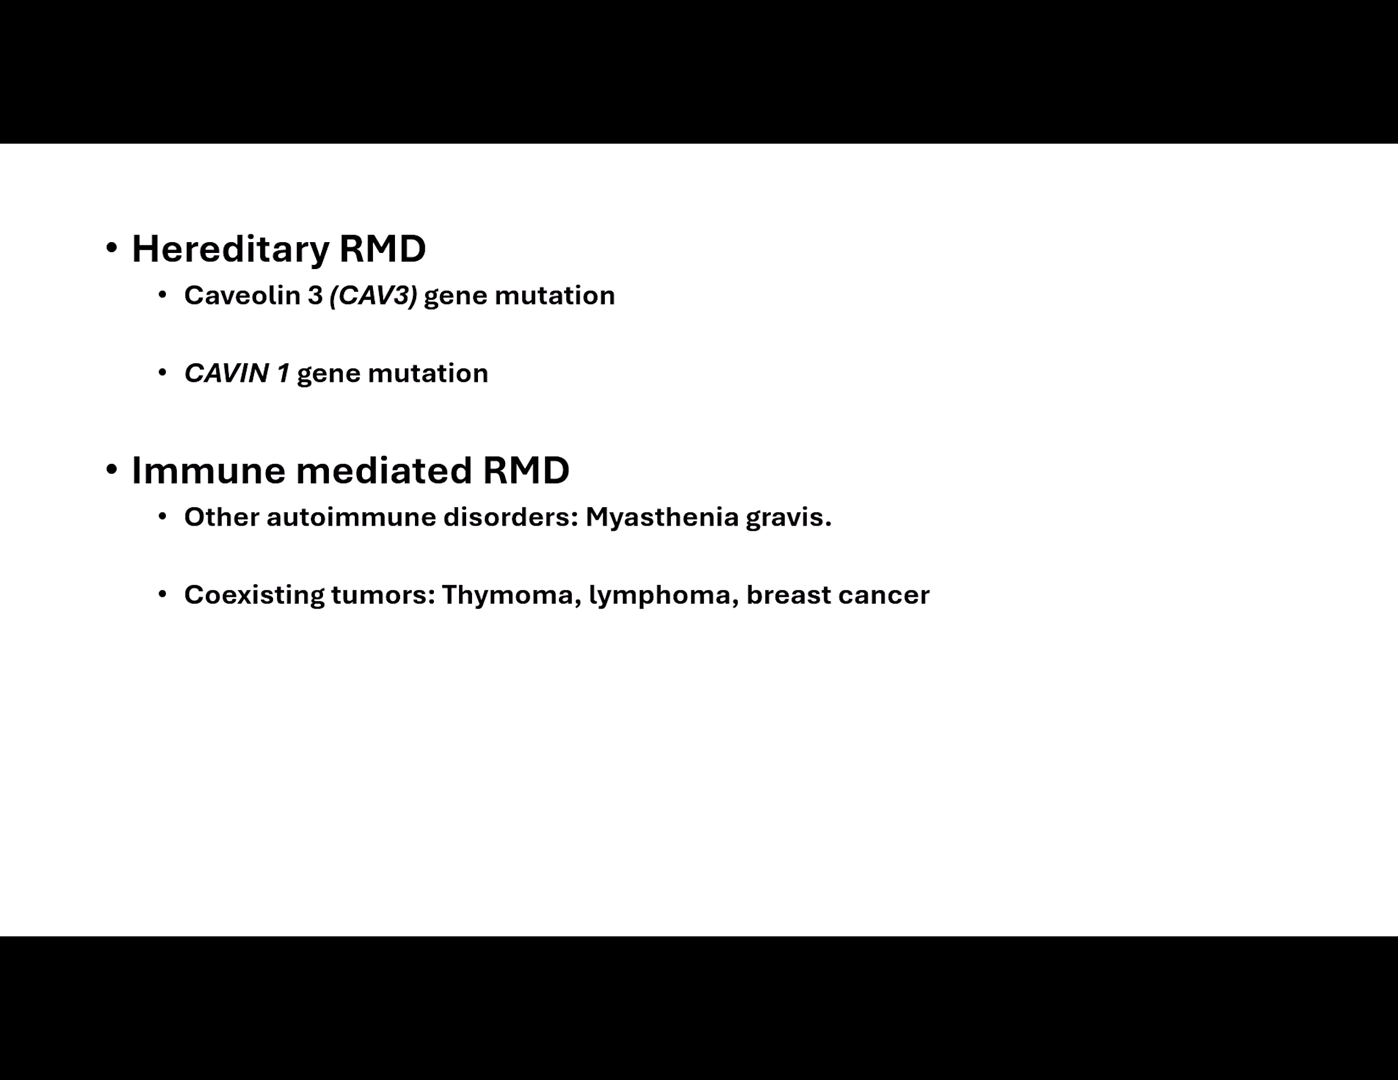 • Hereditary RMD
• Caveolin 3 (CAV3) gene mutation
• CAVIN 1 gene mutation
• Immune mediated RMD
• Other autoimmune disorders: Myasthenia gravis.
• Coexisting tumors: Thymoma, lymphoma, breast cancer